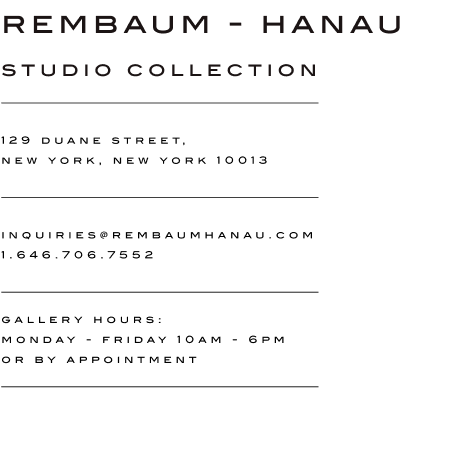 REMBAUM – HANAU
STUDIO COLLECTION
129 DUANE STREET,
NEW YORK, NEW YORK 10013
INQUIRIES@REMBAUMHANAU.COM
1.646.706.7552
GALLERY HOURS:
MONDAY - FRIDAY 10AM - 6PM
OR BY APPOINTMENT